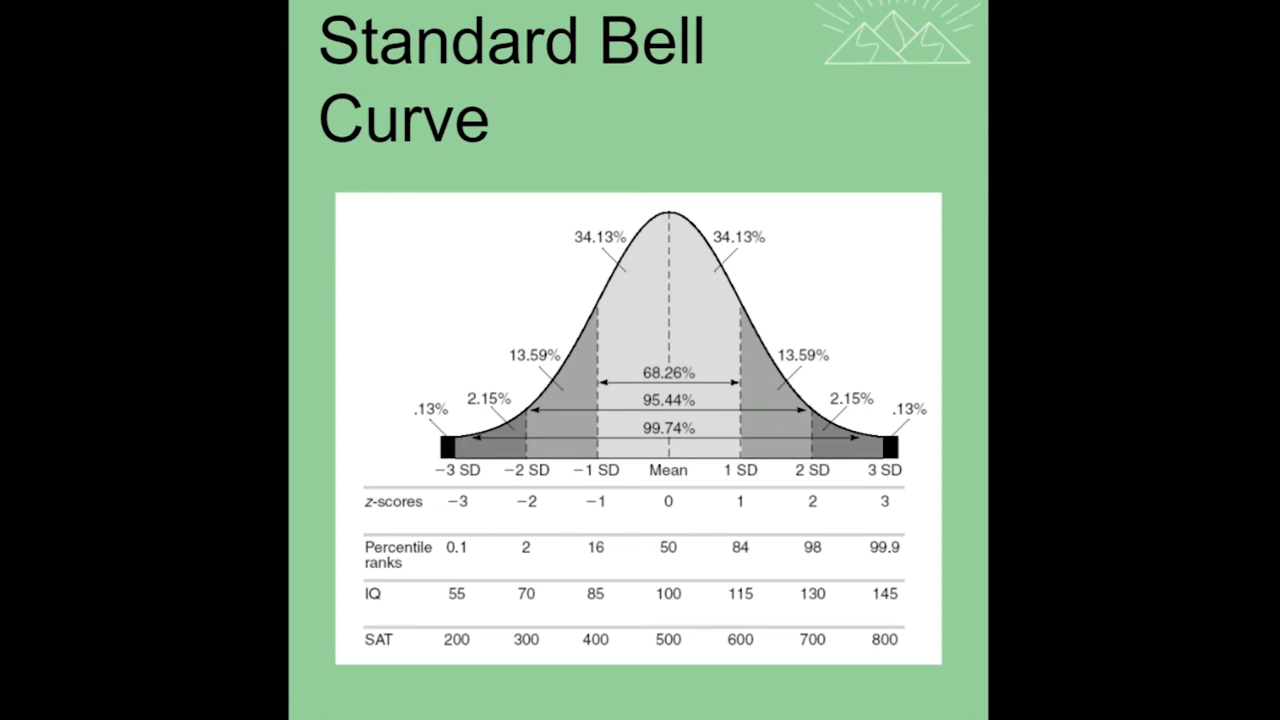 Standard Bell
Curve
34.13% 34.13%
13.59% 13.59%
68.26%
2.15% 95.44% 2.15%
.13% .13%
99.74%
−3 SD −2 SD −1 SD Mean 1 SD 2 SD 3 SD
z-scores −3 −2 −1 0 1 2 3
Percentile 0.1 2 16 50 84 98 99.9
ranks
IQ 55 70 85 100 115 130 145
SAT 200 300 400 500 600 700 800